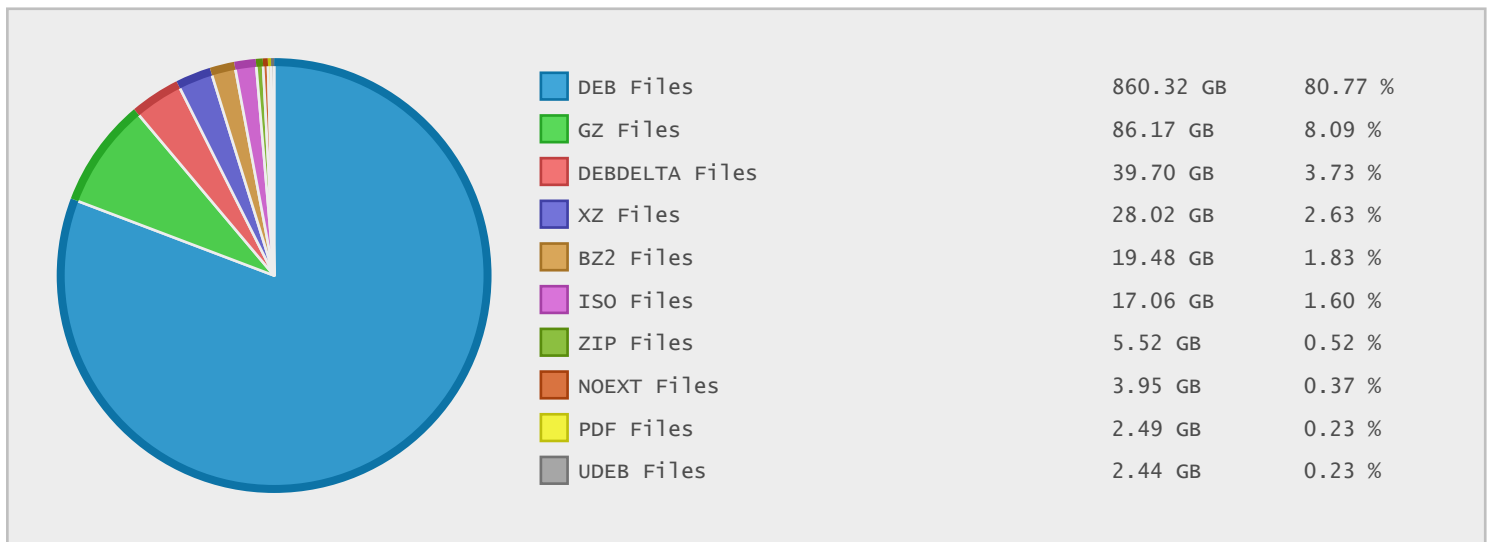 DEB Files 860.32 GB 80.77 %
GZ Files 86.17 GB 8.09 %
DEBDELTA Files 39.70 GB 3.73 %
XZ Files 28.02 GB 2.63 %
BZ2 Files 19.48 GB 1.83 %
ISO Files 17.06 GB 1.60 %
ZIP Files 5.52 GB 0.52 %
NOEXT Files 3.95 GB 0.37 %
PDF Files 2.49 GB 0.23 %
UDEB Files 2.44 GB 0.23 %